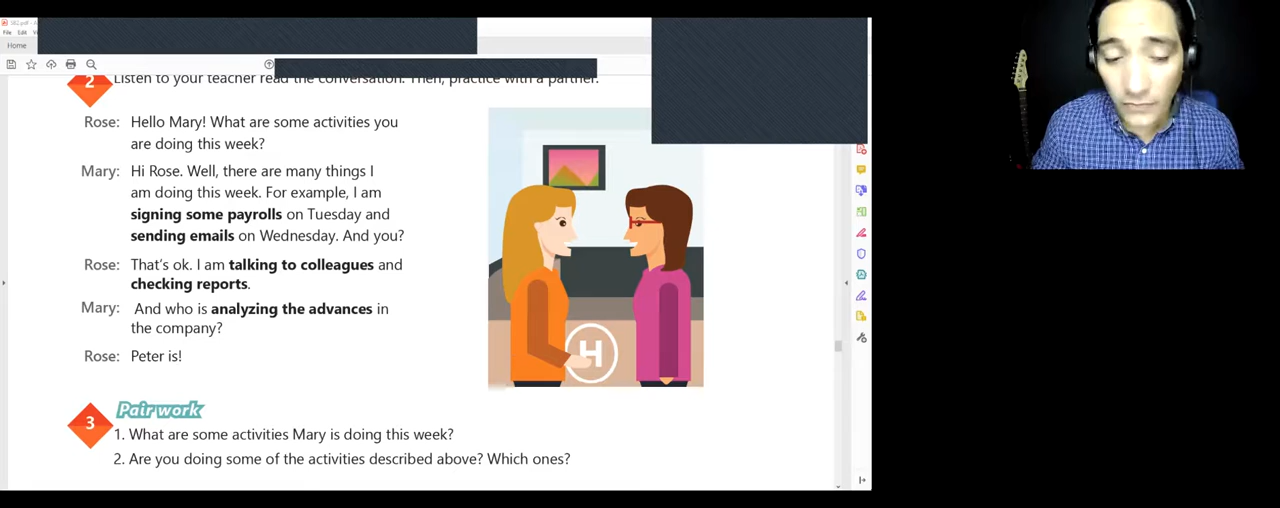 382.pdf - A
File Edit V
Home
2 Listen to your teacher read the conversation. Then, practice with a partner.
Rose: Hello Mary! What are some activities you
are doing this week?
Mary: Hi Rose. Well, there are many things I
am doing this week. For example, I am
signing some payrolls on Tuesday and
sending emails on Wednesday. And you?
Rose: That's ok. I am talking to colleagues and
checking reports.
Mary: And who is analyzing the advances in
the company?
Rose: Peter is!
H
Pair work
3
1. What are some activities Mary is doing this week?
2. Are you doing some of the activities described above? Which ones?